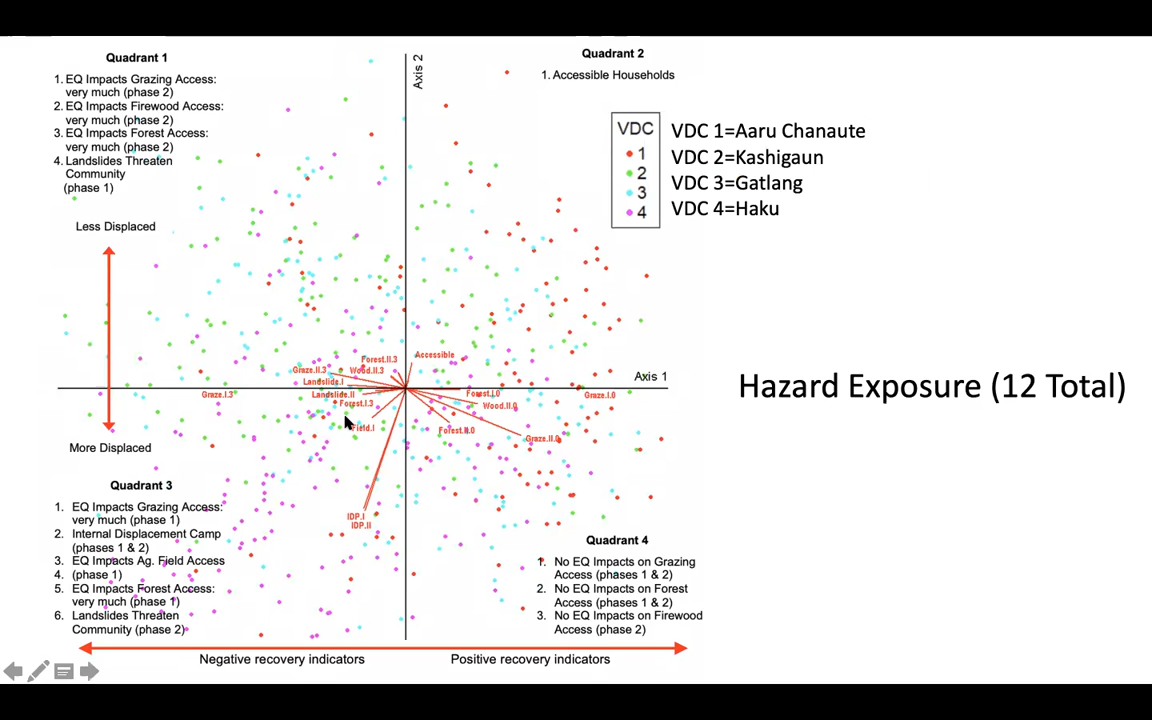 Quadrant 1
1. EQ Impacts Grazing Access:
very much (phase 2)
2. EQ Impacts Firewood Access:
very much (phase 2)
3. EQ Impacts Forest Access:
very much (phase 2)
4. Landslides Threaten
Community
(phase 1)
Axis 2
Quadrant 2
1. Accessible Households
VDC
1
2
3
4
VDC 1=Aaru Chanaute
VDC 2=Kashigaun
VDC 3=Gatlang
VDC 4=Haku
Less Displaced
More Displaced
Forest.II.3
Accessible
Graze.II.3
Wood.II.3
Landslide.I
Axis 1
Graze.I.3
Landslide.II
Forest.I.3
Field.I
Forest.I.0
Wood.II.0
Graze.I.0
Forest.II.0
Graze.II.0
IDP.I
IDP.II
Hazard Exposure (12 Total)
Quadrant 3
1. EQ Impacts Grazing Access:
very much (phase 1)
2. Internal Displacement Camp
(phases 1 & 2)
3. EQ Impacts Ag. Field Access
4. (phase 1)
5. EQ Impacts Forest Access:
very much (phase 1)
6. Landslides Threaten
Community (phase 2)
Quadrant 4
1. No EQ Impacts on Grazing
Access (phases 1 & 2)
2. No EQ Impacts on Forest
Access (phases 1 & 2)
3. No EQ Impacts on Firewood
Access (phase 2)
Negative recovery indicators
Positive recovery indicators